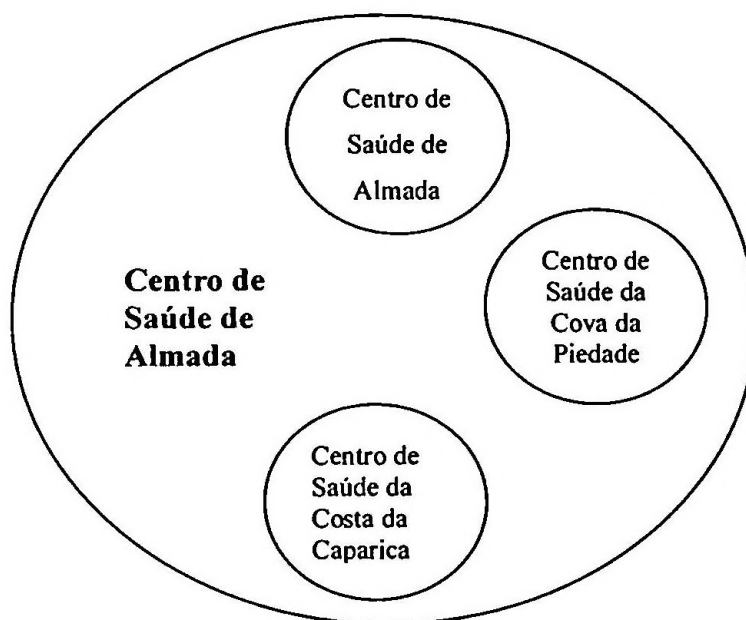 Centro de
Saúde de
Almada
Centro de
Saúde de
Almada
Centro de
Saúde da
Cova da
Piedade
Centro de
Saúde da
Costa da
Caparica